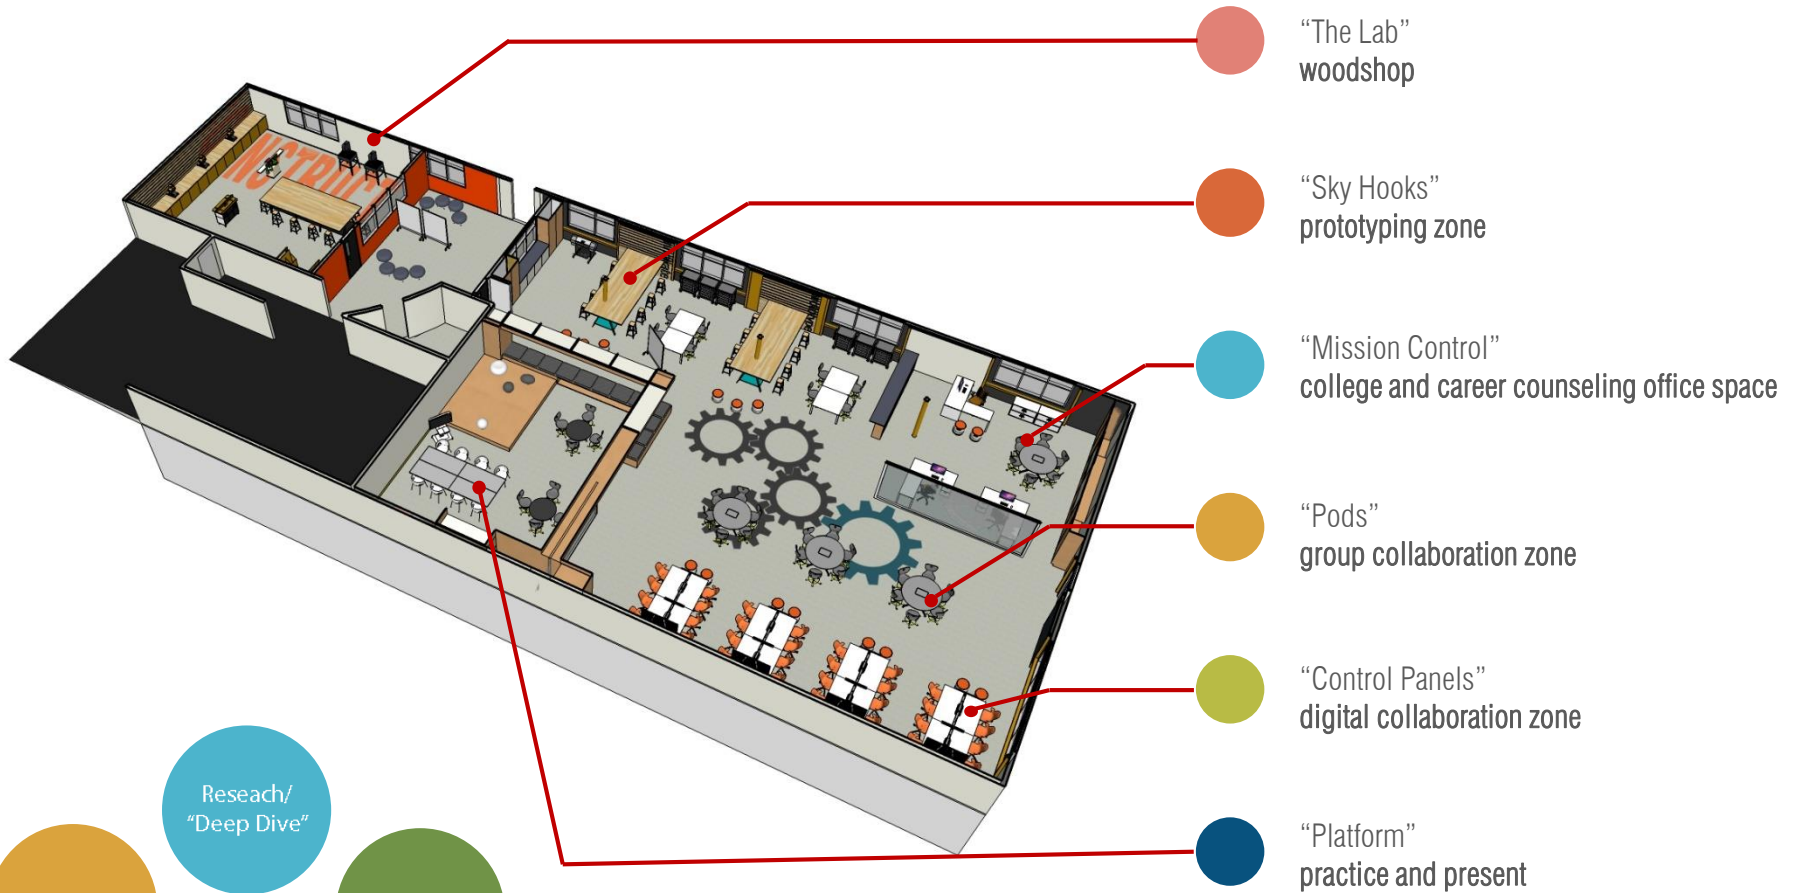 “The Lab”
woodshop
“Sky Hooks”
prototyping zone
“Mission Control”
college and career counseling office space
“Pods”
group collaboration zone
“Control Panels”
digital collaboration zone
“Platform”
practice and present
Reseach/
“Deep Dive”